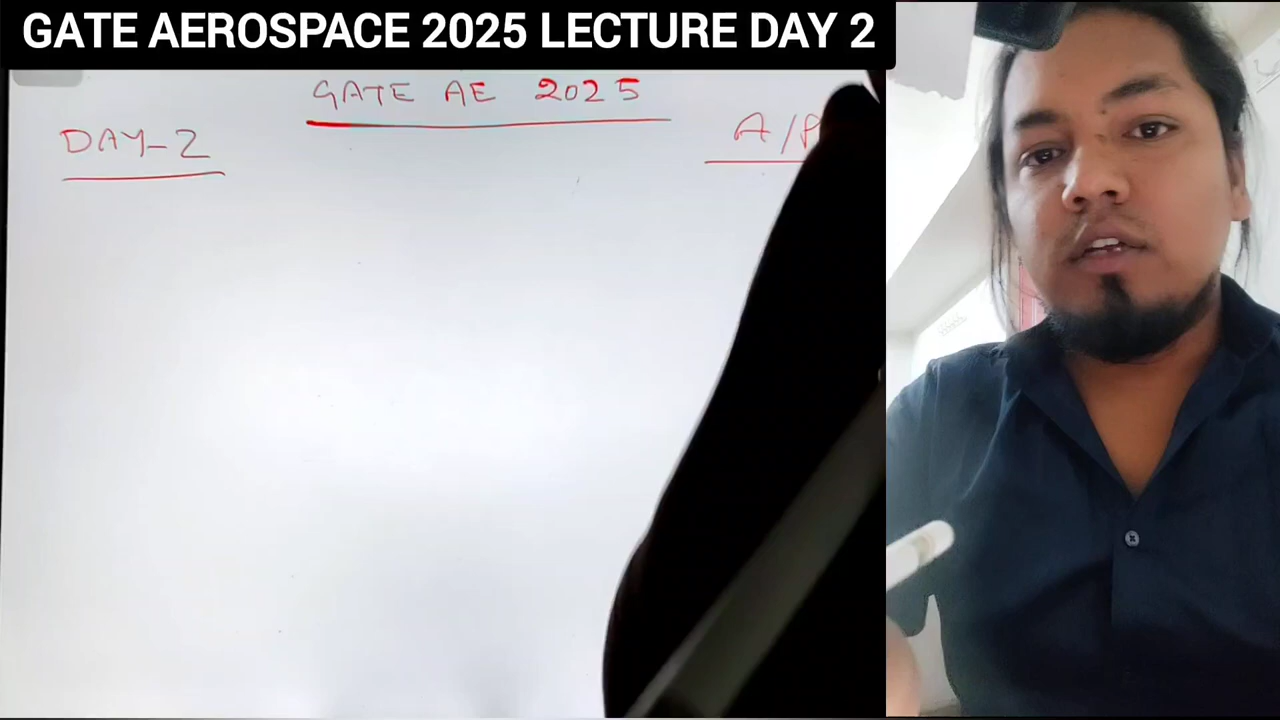 GATE AEROSPACE 2025 LECTURE DAY 2
GATE AE 2025
DAY-2
A/P